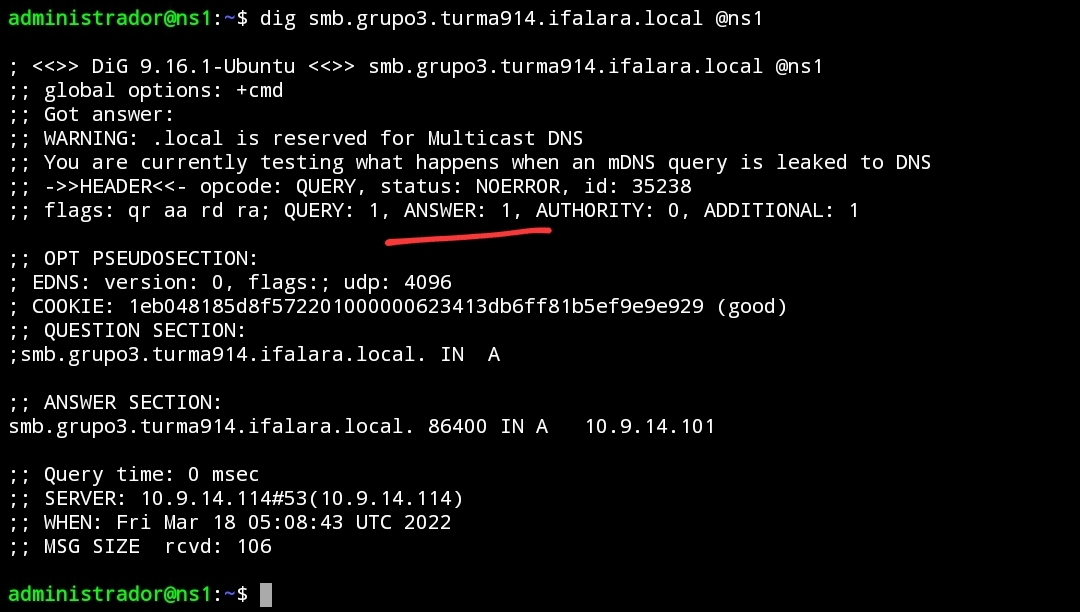 administrador@ns1:~$ dig smb.grupo3.turma914.ifalara.local @ns1
; <<>> DiG 9.16.1-Ubuntu <<>> smb.grupo3.turma914.ifalara.local @ns1
;; global options: +cmd
;; Got answer:
;; WARNING: .local is reserved for Multicast DNS
;; You are currently testing what happens when an mDNS query is leaked to DNS
;; ->>HEADER<<- opcode: QUERY, status: NOERROR, id: 35238
;; flags: qr aa rd ra; QUERY: 1, ANSWER: 1, AUTHORITY: 0, ADDITIONAL: 1
;; OPT PSEUDOSECTION:
; EDNS: version: 0, flags:; udp: 4096
; COOKIE: 1eb048185d8f572201000000623413db6ff81b5ef9e9e929 (good)
;; QUESTION SECTION:
;smb.grupo3.turma914.ifalara.local. IN A
;; ANSWER SECTION:
smb.grupo3.turma914.ifalara.local. 86400 IN A 10.9.14.101
;; Query time: 0 msec
;; SERVER: 10.9.14.114#53(10.9.14.114)
;; WHEN: Fri Mar 18 05:08:43 UTC 2022
;; MSG SIZE rcvd: 106
administrador@ns1:~$